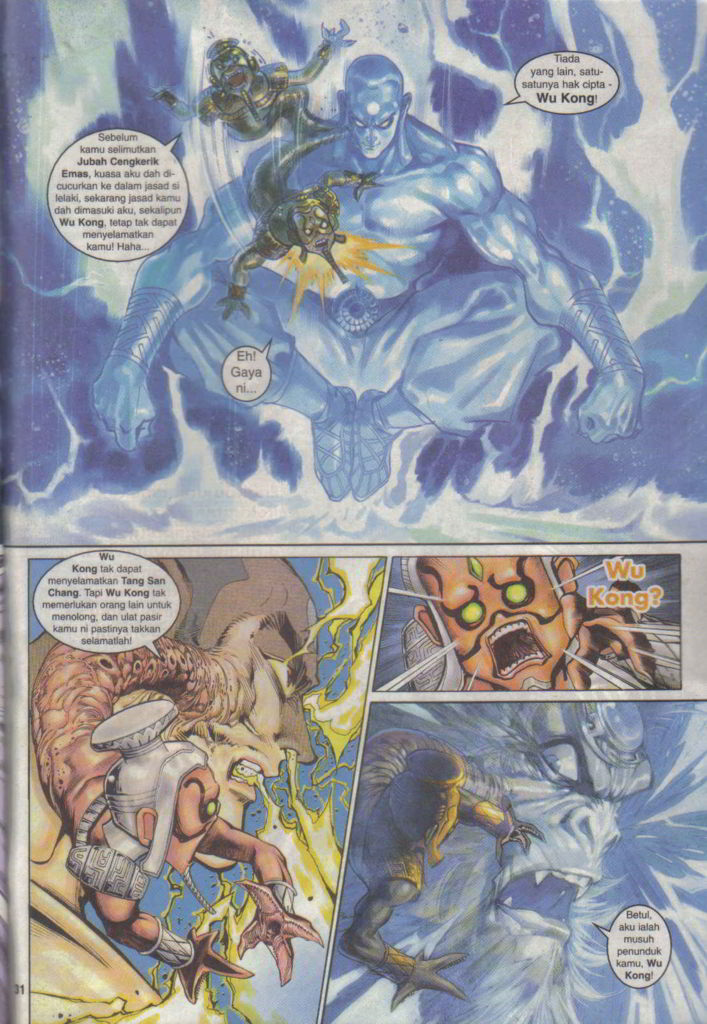 Tiada
yang lain, satu-
satunya hak cipta -
Wu Kong!
Sebelum
kamu selimutkan
Jubah Cengkerik
Emas, kuasa aku dah di-
cucurkan ke dalam jasad si
lelaki, sekarang jasad kamu
dah dimasuki aku, sekalipun
Wu Kong, tetap tak dapat
menyelamatkan
kamu! Haha...
Eh!
Gaya
ni...
Wu
Kong tak dapat
menyelamatkan Tang San
Chang. Tapi Wu Kong tak
memerlukan orang lain untuk
menolong, dan ulat pasir
kamu ni pastinya takkan
selamatlah!
Wu
Kong?
Betul,
aku ialah
musuh
penunduk
kamu, Wu
Kong!
31